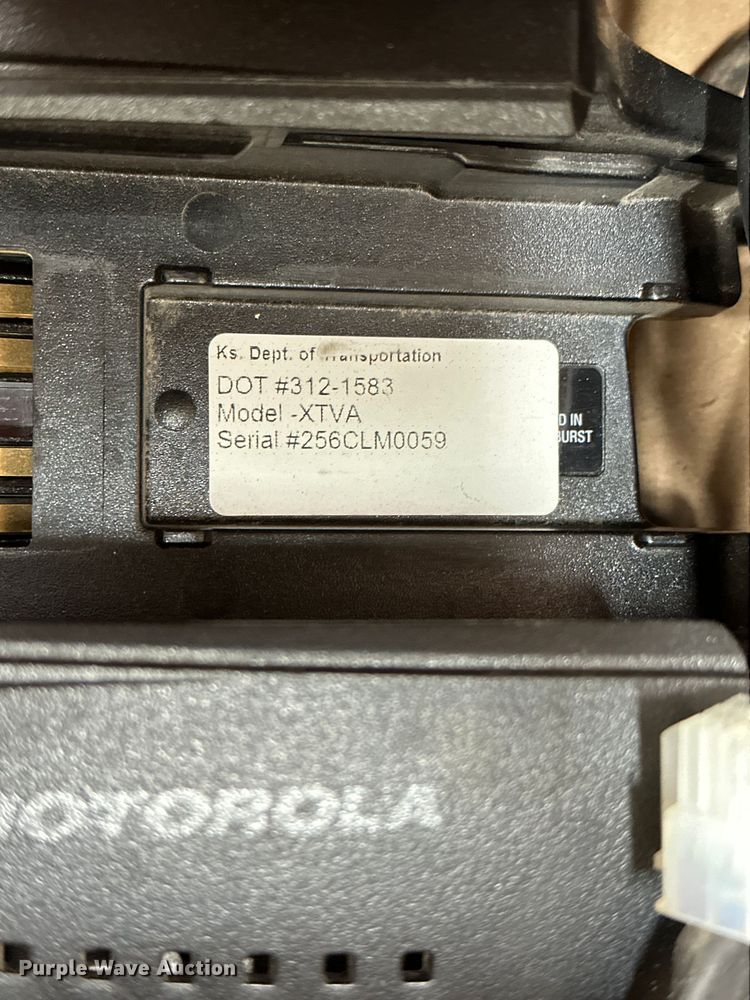 Ks. Dept. of Transportation
DOT #312-1583
Model -XTVA
Serial #256CLM0059
D IN
BURST
MOTOROLA
Purple Wave Auction